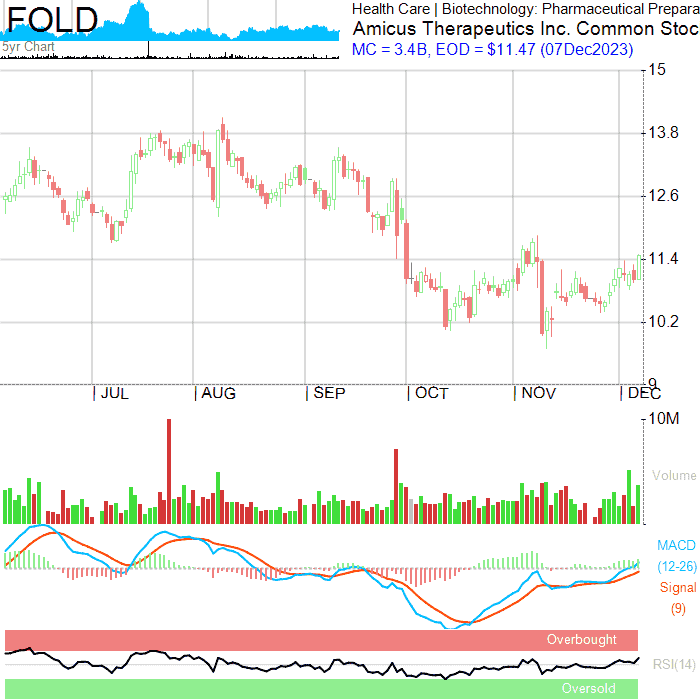 FOLD
5yr Chart
Health Care | Biotechnology: Pharmaceutical Prepara
Amicus Therapeutics Inc. Common Stoc
MC = 3.4B, EOD = $11.47 (07Dec2023)
15
13.8
12.6
11.4
10.2
9
JUL AUG SEP OCT NOV DEC
10M
Volume
MACD
(12-26)
Signal
(9)
Overbought
RSI(14)
Oversold